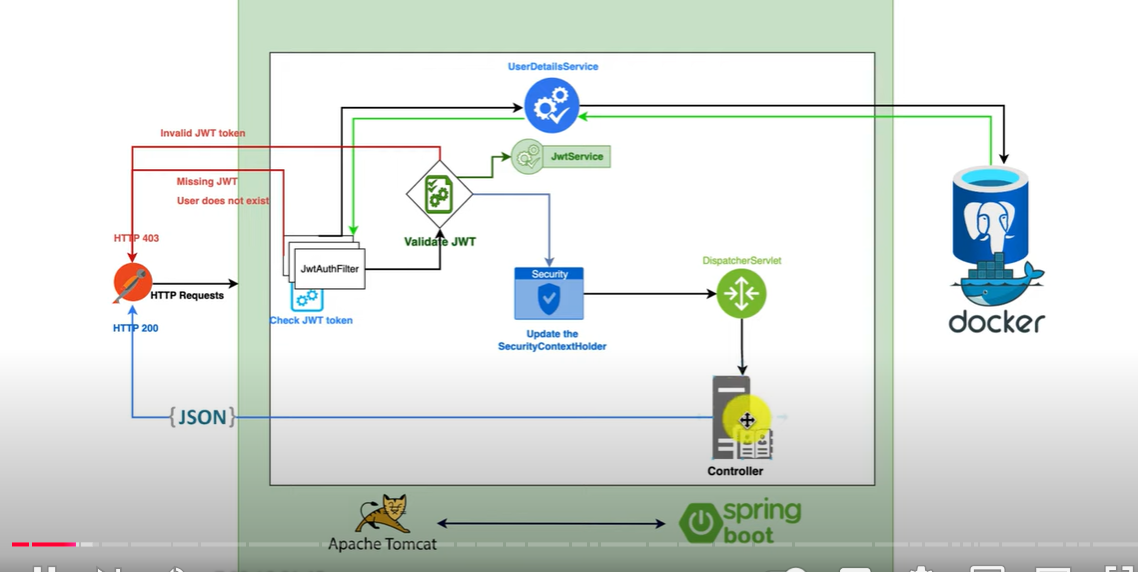 UserDetailsService
Invalid JWT token
JwtService
Missing JWT
User does not exist
Validate JWT
HTTP 403
JwtAuthFilter
DispatcherServlet
Security
HTTP Requests
Check JWT token
HTTP 200
Update the
SecurityContextHolder
docker
{JSON}
Controller
Apache Tomcat
spring
boot